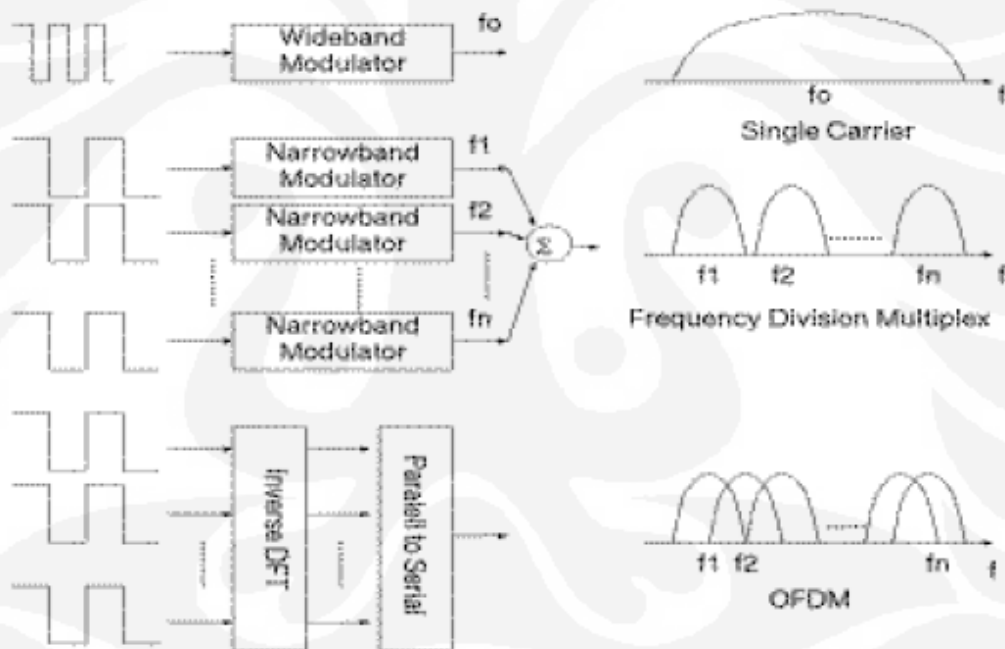 Wideband
Modulator
fo
fo
f
Single Carrier
Narrowband
Modulator
f1
Narrowband
Modulator
f2
Σ
Narrowband
Modulator
fn
f1
f2
fn
f
Frequency Division Multiplex
Inverse DFT
Paralell to Serial
f1
f2
fn
f
OFDM